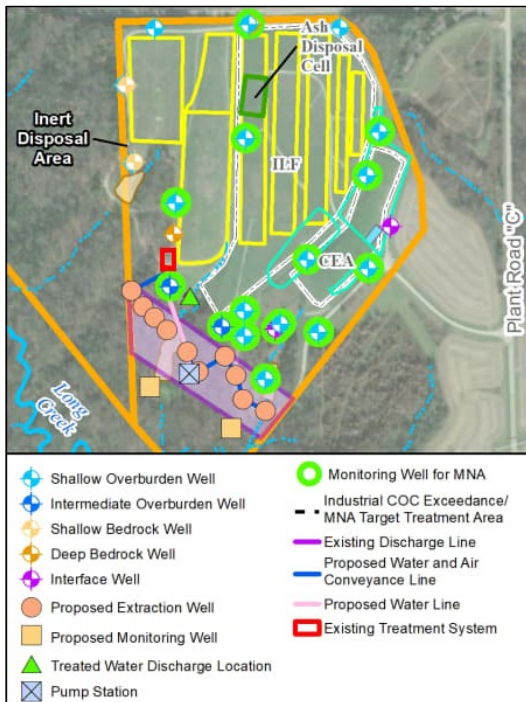 Ash
Disposal
Cell
Inert
Disposal
Area
ILF
CEA
Plant Road "C"
Long
Creek
Shallow Overburden Well
Intermediate Overburden Well
Shallow Bedrock Well
Deep Bedrock Well
Interface Well
Proposed Extraction Well
Proposed Monitoring Well
Treated Water Discharge Location
Pump Station
Monitoring Well for MNA
Industrial COC Exceedance/
MNA Target Treatment Area
Existing Discharge Line
Proposed Water and Air
Conveyance Line
Proposed Water Line
Existing Treatment System